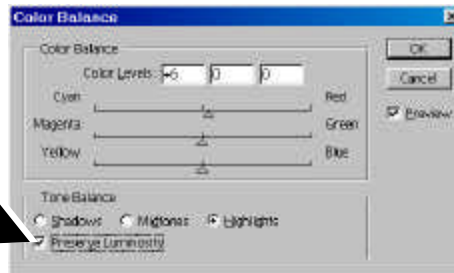 Color Balance
Color Balance
Color Levels: +6 0 0
OK
Cancel
Preview
Cyan Red
Magenta Green
Yellow Blue
Tone Balance
Shadows Midtones Highlights
Preserve Luminosity